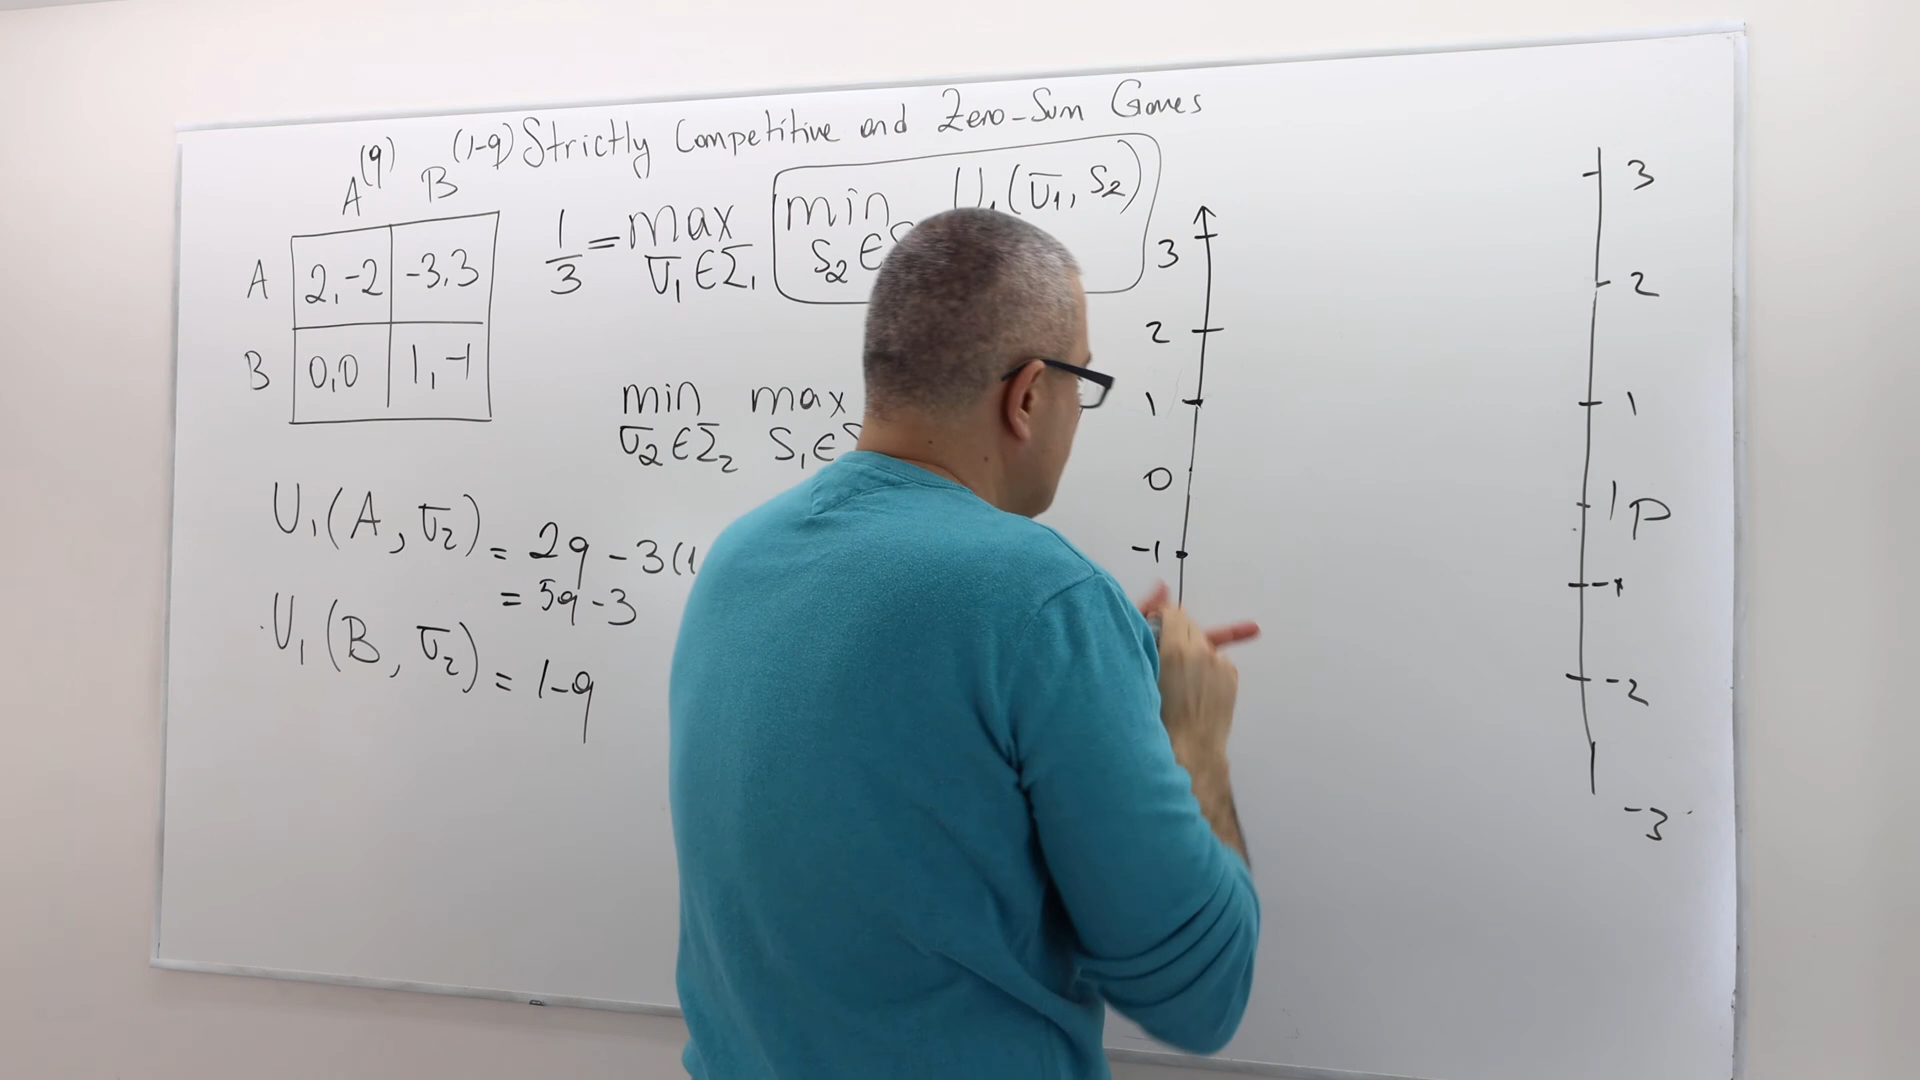 Strictly Competitive and Zero-Sum Games
(q) (1-q)
A B
A 2,-2 -3,3
B 0,0 1,-1
1/3 = max min U₁(σ₁, S₂)
σ₁∈Σ₁ S₂∈
min max
σ₂∈Σ₂ S₁∈
U₁(A, σ₂) = 2q - 3(1
= 5q - 3
U₁(B, σ₂) = 1-q
3
2
1
0
-1
3
2
1
P
-1
-2
-3